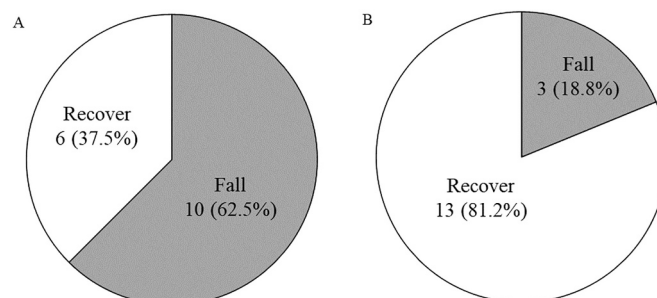 A
Recover
6 (37.5%)
Fall
10 (62.5%)
B
Fall
3 (18.8%)
Recover
13 (81.2%)